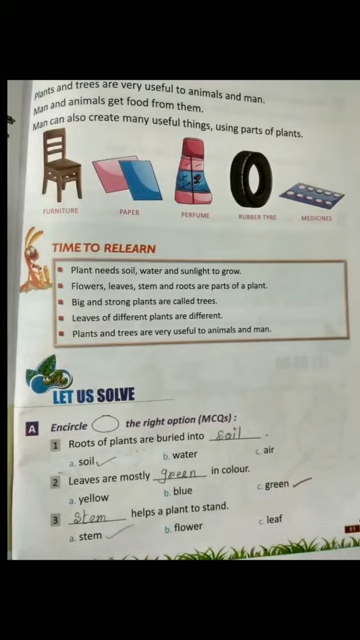 Plants and trees are very useful to animals and man.
Man and animals get food from them.
Man can also create many useful things, using parts of plants.
FURNITURE PAPER PERFUME RUBBER TYRE MEDICINES
TIME TO RELEARN
Plant needs soil, water and sunlight to grow.
Flowers, leaves, stem and roots are parts of a plant.
Big and strong plants are called trees.
Leaves of different plants are different.
Plants and trees are very useful to animals and man.
LET US SOLVE
A Encircle the right option (MCQs) :
1 Roots of plants are buried into soil .
a. soil b. water c. air
2 Leaves are mostly green in colour.
a. yellow b. blue c. green
3 Stem helps a plant to stand.
a. stem b. flower c. leaf